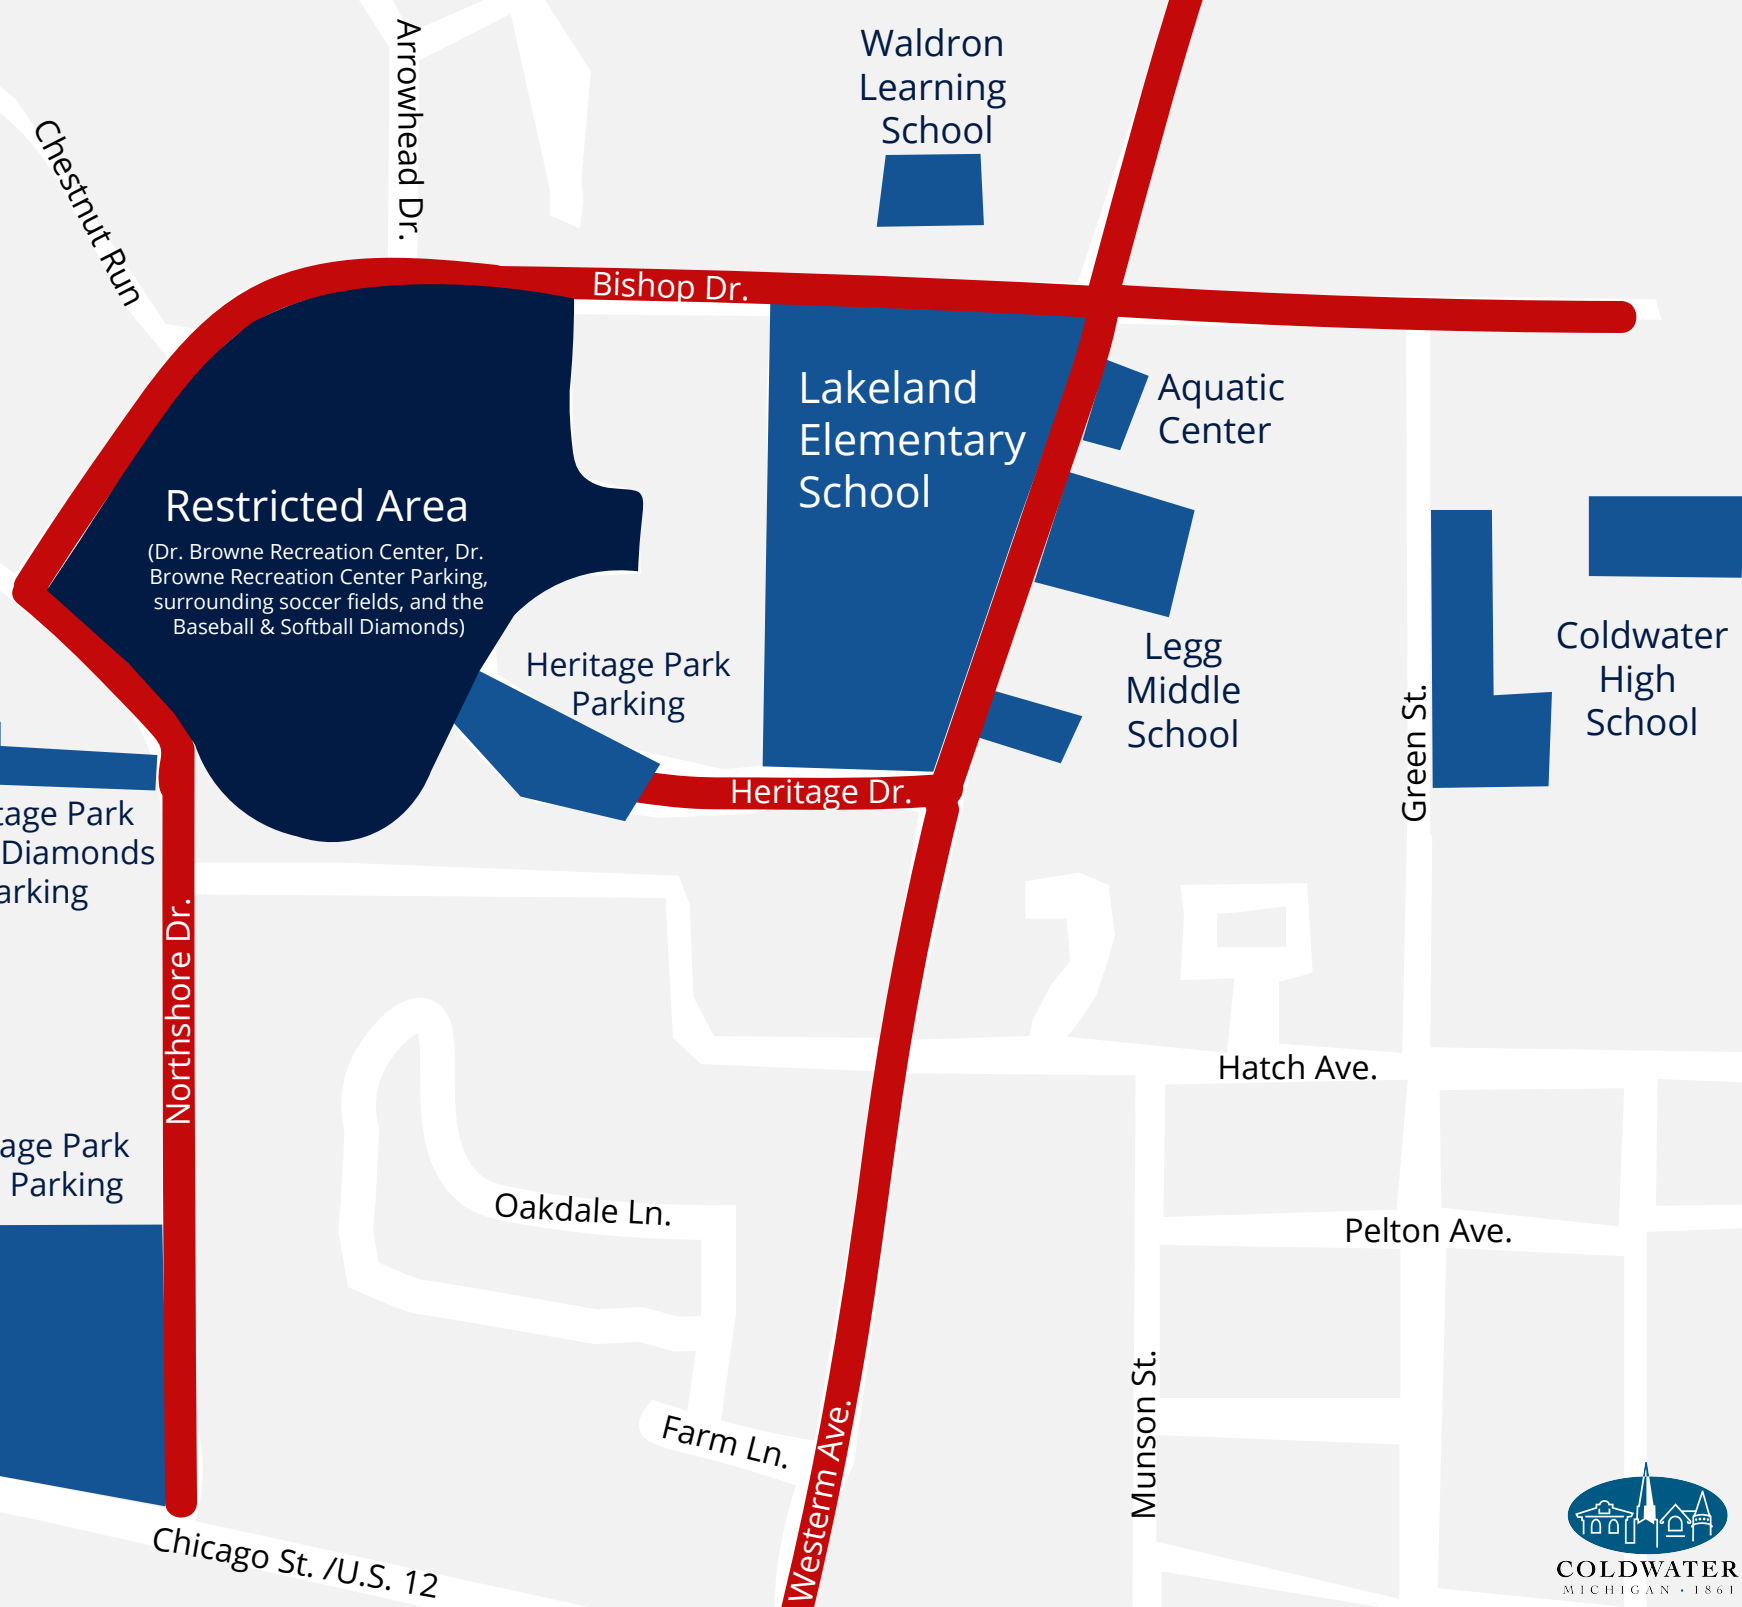 Waldron
Learning
School
Arrowhead Dr.
Chestnut Run
Bishop Dr.
Lakeland
Elementary
School
Aquatic
Center
Restricted Area
(Dr. Browne Recreation Center, Dr.
Browne Recreation Center Parking,
surrounding soccer fields, and the
Baseball & Softball Diamonds)
Heritage Park
Parking
Legg
Middle
School
Coldwater
High
School
Green St.
Heritage Dr.
tage Park
Diamonds
arking
Northshore Dr.
Hatch Ave.
age Park
Parking
Oakdale Ln.
Pelton Ave.
Farm Ln.
Westerm Ave.
Munson St.
Chicago St. /U.S. 12
COLDWATER
MICHIGAN · 1861